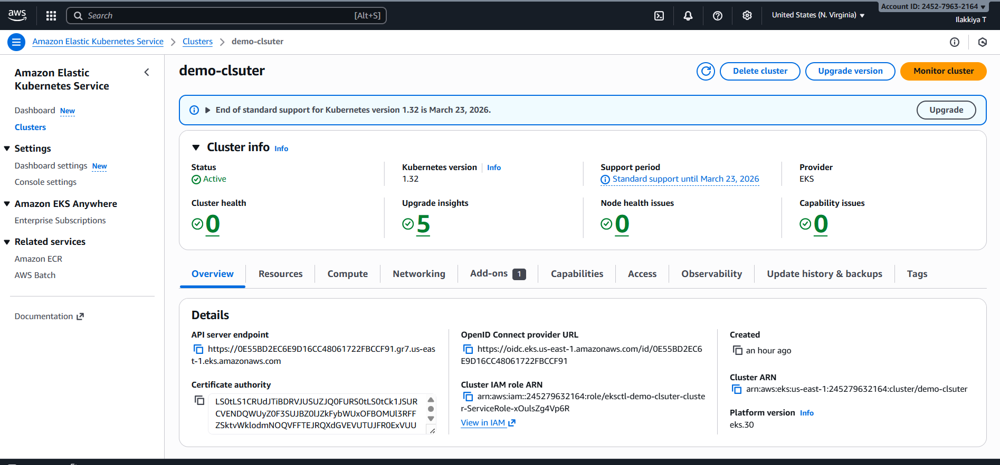 aws
Search
[Alt+S]
United States (N. Virginia)
Account ID: 2452-7963-2164
Ilakkiya T
Amazon Elastic Kubernetes Service
Clusters
demo-clsuter
Amazon Elastic
Kubernetes Service
Dashboard New
Clusters
Settings
Dashboard settings New
Console settings
Amazon EKS Anywhere
Enterprise Subscriptions
Related services
Amazon ECR
AWS Batch
Documentation
demo-clsuter
Delete cluster
Upgrade version
Monitor cluster
End of standard support for Kubernetes version 1.32 is March 23, 2026.
Upgrade
Cluster info Info
Status
Active
Kubernetes version Info
1.32
Support period
Standard support until March 23, 2026
Provider
EKS
Cluster health
0
Upgrade insights
5
Node health issues
0
Capability issues
0
Overview
Resources
Compute
Networking
Add-ons 1
Capabilities
Access
Observability
Update history & backups
Tags
Details
API server endpoint
https://0E55BD2EC6E9D16CC48061722FBCCF91.gr7.us-eas
t-1.eks.amazonaws.com
Certificate authority
LS0tLS1CRUdJTiBDRVJUSUZJQ0FURS0tLS0tCk1JSUR
CVENDQWUyZ0F3SUJBZ0lJZkFybWUxOFBOMUl3RFF
ZSktvWklodmNOQVFFTEJRQXdGVEVUTUJFR0ExVUU
OpenID Connect provider URL
https://oidc.eks.us-east-1.amazonaws.com/id/0E55BD2EC6
E9D16CC48061722FBCCF91
Cluster IAM role ARN
arn:aws:iam::245279632164:role/eksctl-demo-clsuter-cluste
r-ServiceRole-xOulsZg4Vp6R
View in IAM
Created
an hour ago
Cluster ARN
arn:aws:eks:us-east-1:245279632164:cluster/demo-clsuter
Platform version Info
eks.30